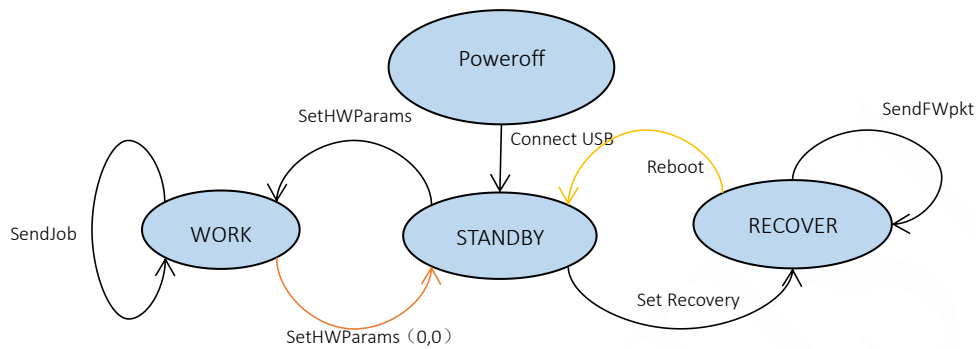 Poweroff
SendFWpkt
SetHWParams
Connect USB
Reboot
SendJob
WORK
STANDBY
RECOVER
Set Recovery
SetHWParams（0,0）